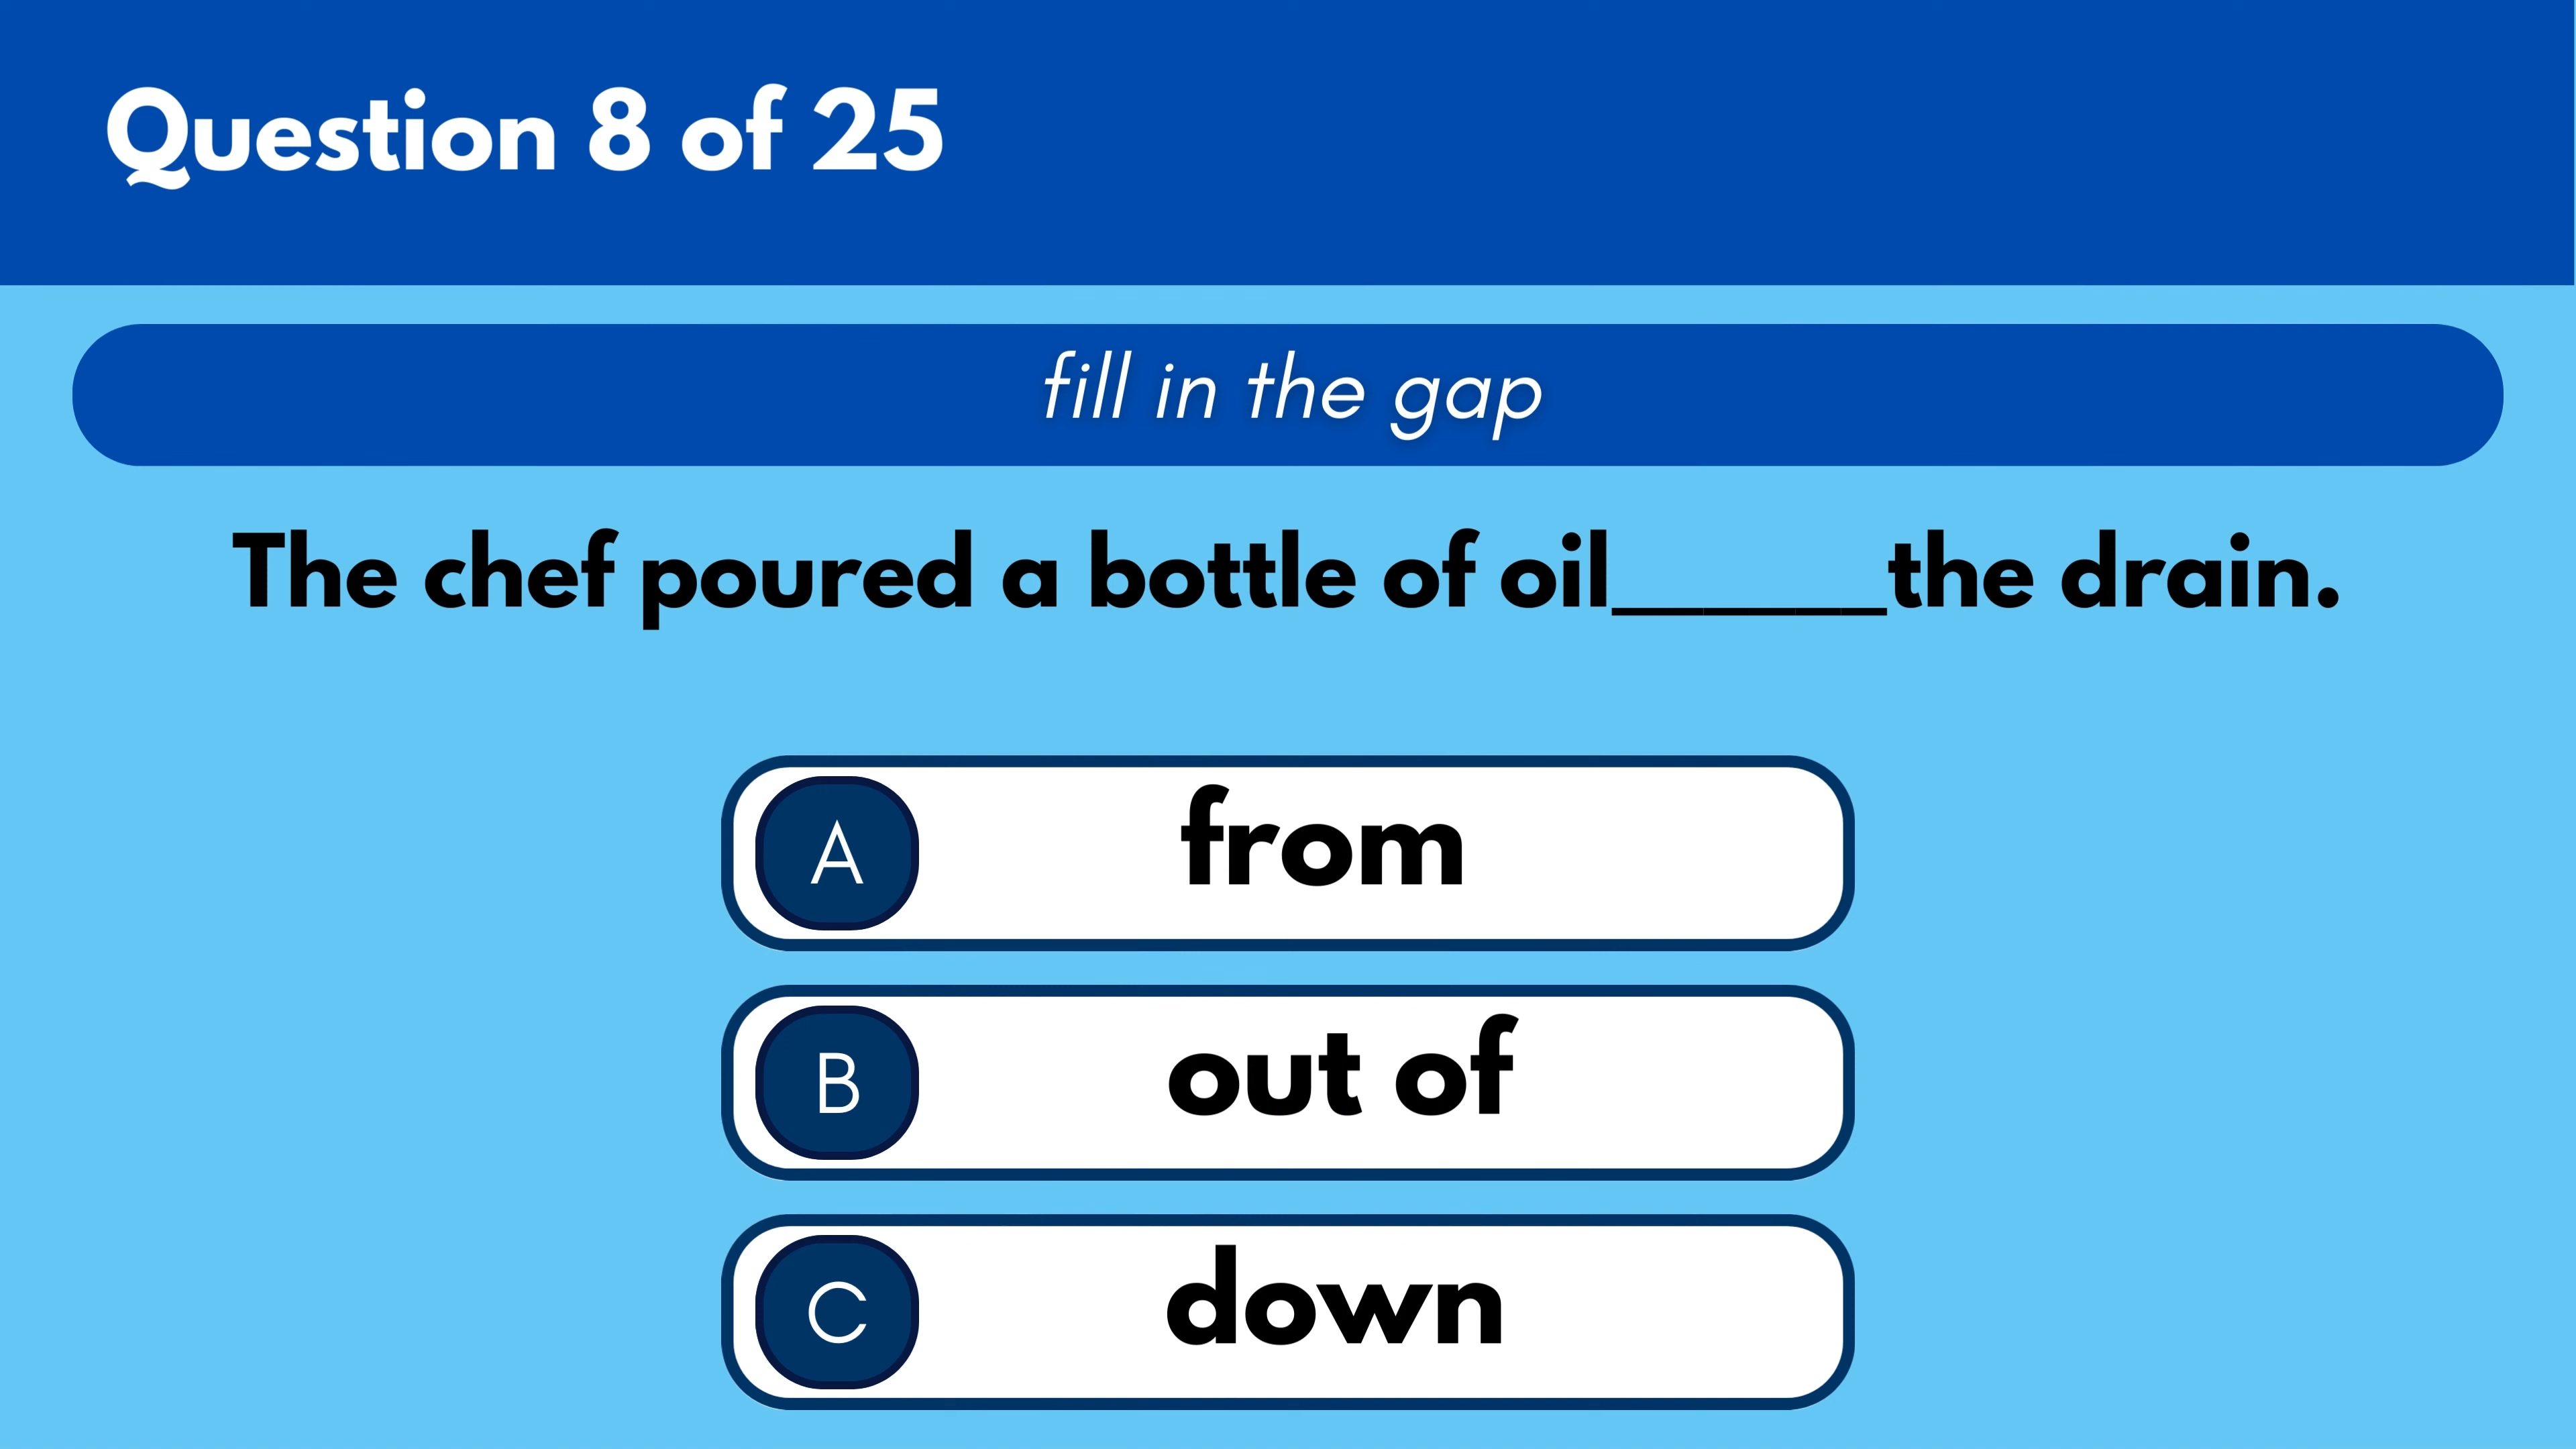 Question 8 of 25
fill in the gap
The chef poured a bottle of oil______the drain.
A from
B out of
C down